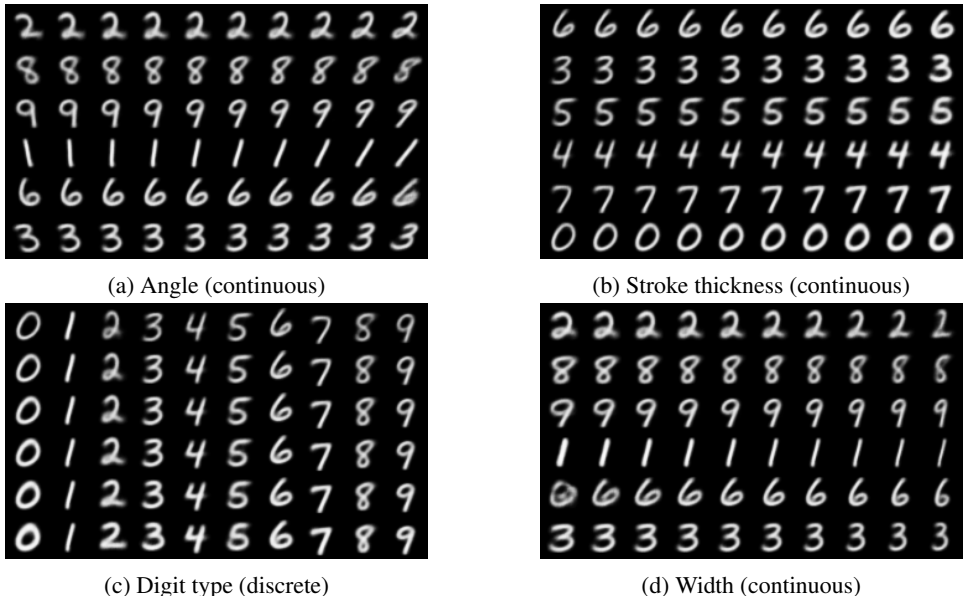 2 2 2 2 2 2 2 2 2 2
8 8 8 8 8 8 8 8 8 8
9 9 9 9 9 9 9 9 9 9
1 1 1 1 1 1 1 1 1 1
6 6 6 6 6 6 6 6 6 6
3 3 3 3 3 3 3 3 3 3
(a) Angle (continuous)
6 6 6 6 6 6 6 6 6 6
3 3 3 3 3 3 3 3 3 3
5 5 5 5 5 5 5 5 5 5
4 4 4 4 4 4 4 4 4 4
7 7 7 7 7 7 7 7 7 7
0 0 0 0 0 0 0 0 0 0
(b) Stroke thickness (continuous)
0 1 2 3 4 5 6 7 8 9
0 1 2 3 4 5 6 7 8 9
0 1 2 3 4 5 6 7 8 9
0 1 2 3 4 5 6 7 8 9
0 1 2 3 4 5 6 7 8 9
0 1 2 3 4 5 6 7 8 9
(c) Digit type (discrete)
2 2 2 2 2 2 2 2 2 2
8 8 8 8 8 8 8 8 8 8
9 9 9 9 9 9 9 9 9 9
1 1 1 1 1 1 1 1 1 1
6 6 6 6 6 6 6 6 6
3 3 3 3 3 3 3 3 3 3
(d) Width (continuous)